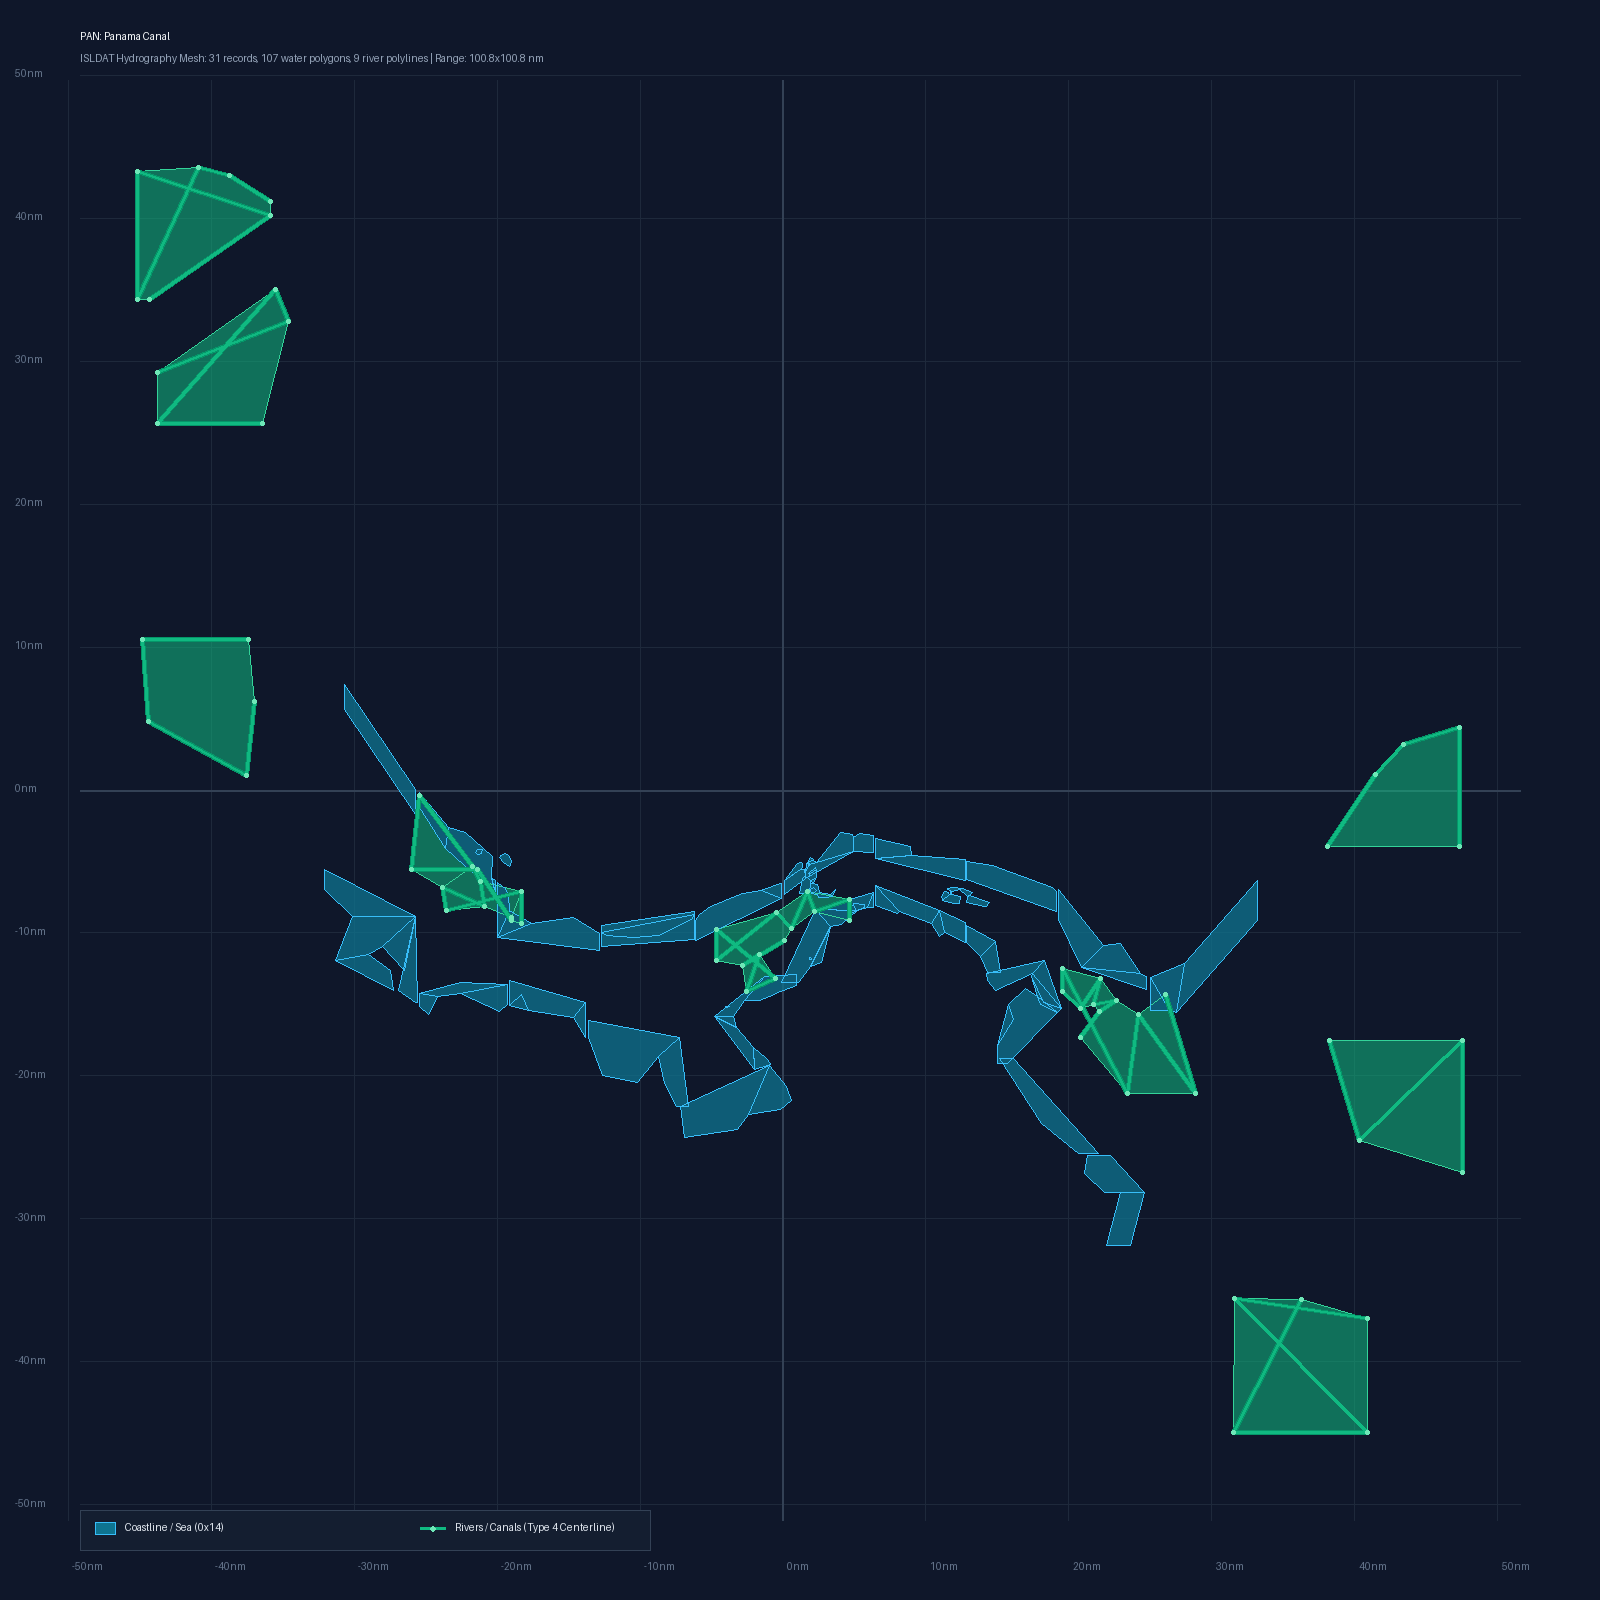 PAN: Panama Canal
ISLDAT Hydrography Mesh: 31 records, 107 water polygons, 9 river polylines | Range: 100.8x100.8 nm
50nm
40nm
30nm
20nm
10nm
0nm
-10nm
-20nm
-30nm
-40nm
-50nm
Coastline / Sea (0x14) Rivers / Canals (Type 4 Centerline)
-50nm -40nm -30nm -20nm -10nm 0nm 10nm 20nm 30nm 40nm 50nm